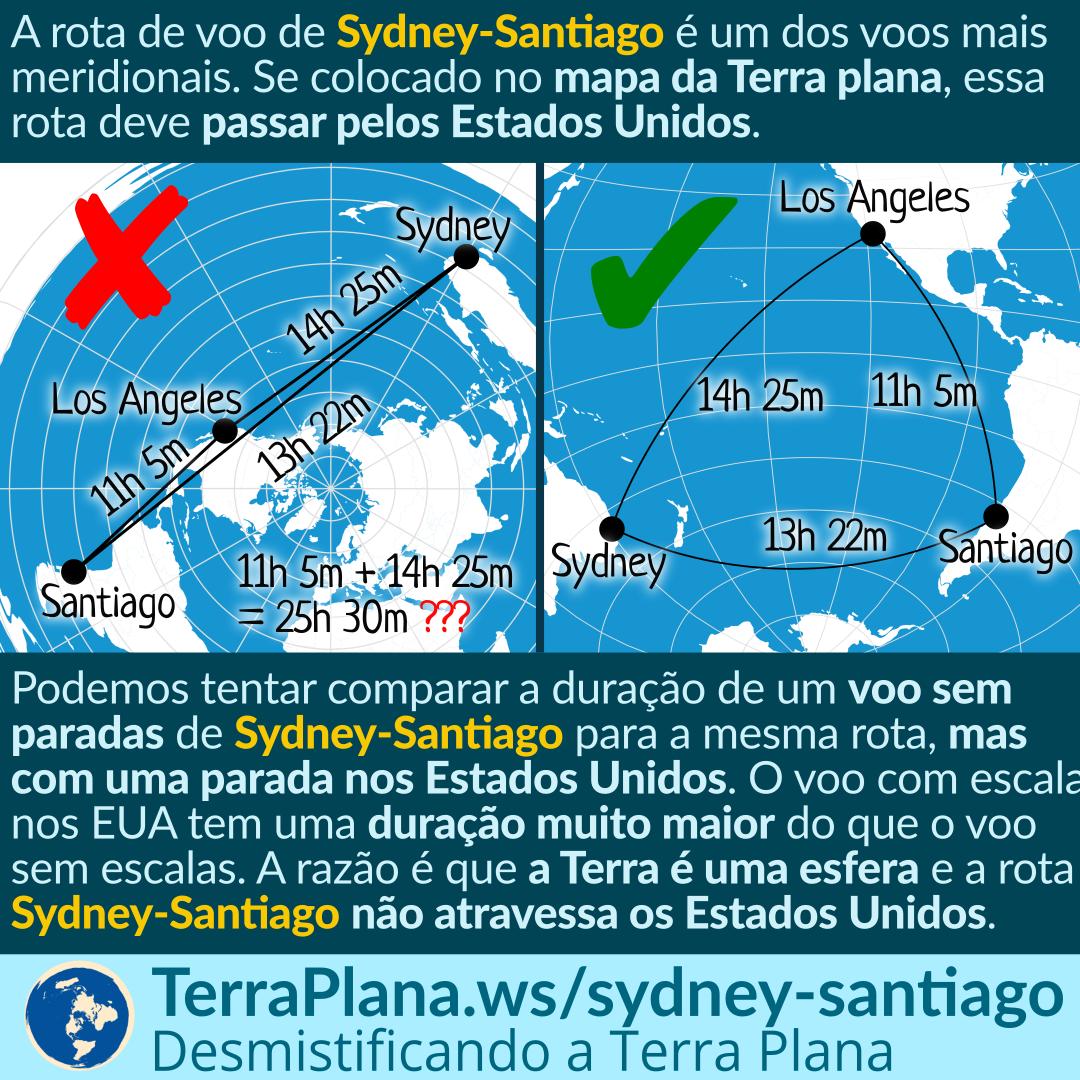 A rota de voo de Sydney-Santiago é um dos voos mais
meridionais. Se colocado no mapa da Terra plana, essa
rota deve passar pelos Estados Unidos.
Sydney
14h 25m
Los Angeles
13h 22m
11h 5m
Santiago
11h 5m + 14h 25m
= 25h 30m ???
Los Angeles
14h 25m
11h 5m
13h 22m
Sydney
Santiago
Podemos tentar comparar a duração de um voo sem
paradas de Sydney-Santiago para a mesma rota, mas
com uma parada nos Estados Unidos. O voo com escala
nos EUA tem uma duração muito maior do que o voo
sem escalas. A razão é que a Terra é uma esfera e a rota
Sydney-Santiago não atravessa os Estados Unidos.
TerraPlana.ws/sydney-santiago
Desmistificando a Terra Plana